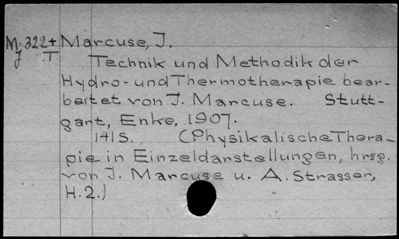 M.322+ Marcuse, J.
J T Technik und Methodik der
Hydro- und Thermotherapie bear-
beitet von J. Marcuse. Stutt-
gart, Enke, 1907.
141S. (Physikalische Thera-
pie in Einzeldarstellungen, hrsg.
von J. Marcuse u. A. Strasser,
H.2.)